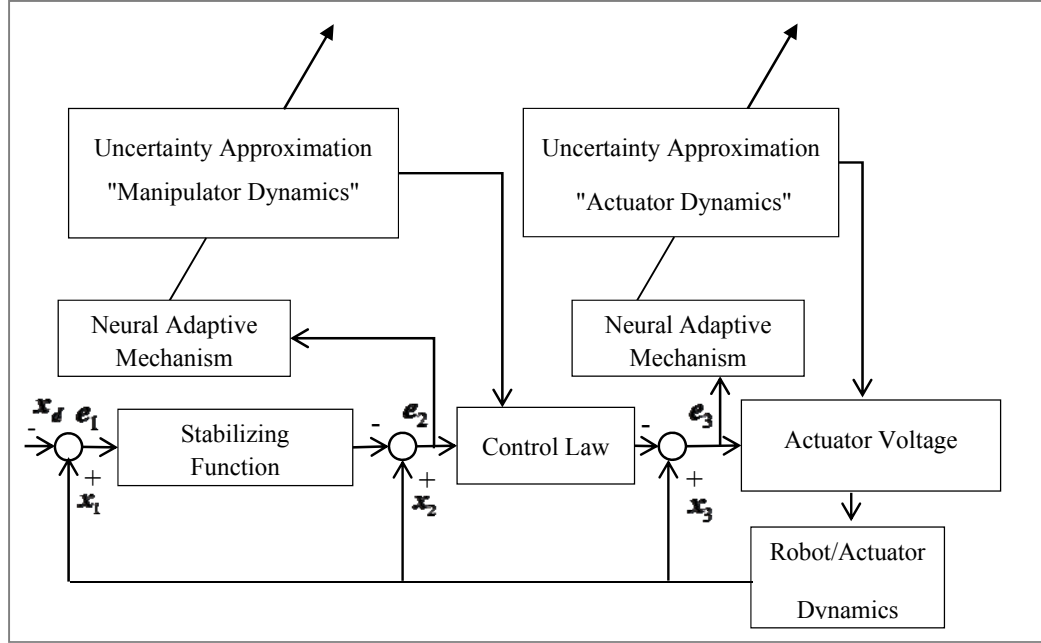 Uncertainty Approximation
"Manipulator Dynamics"
Uncertainty Approximation
"Actuator Dynamics"
Neural Adaptive
Mechanism
Neural Adaptive
Mechanism
x_d
e_1
-
+
x_1
Stabilizing
Function
-
e_2
+
x_2
Control Law
-
e_3
+
x_3
Actuator Voltage
Robot/Actuator
Dynamics